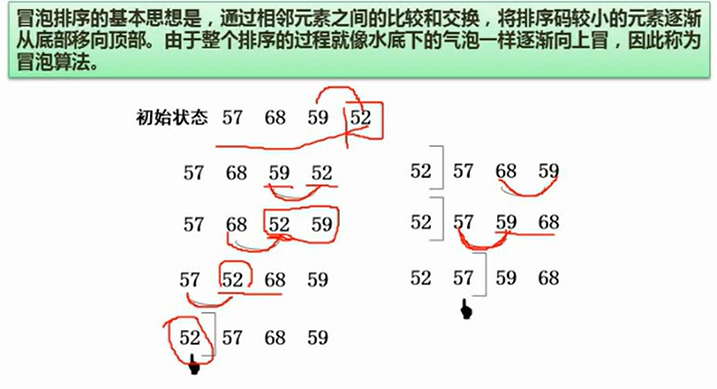 冒泡排序的基本思想是，通过相邻元素之间的比较和交换，将排序码较小的元素逐渐
从底部移向顶部。由于整个排序的过程就像水底下的气泡一样逐渐向上冒，因此称为
冒泡算法。
初始状态 57 68 59 52
57 68 59 52
57 68 52 59
57 52 68 59
52] 57 68 59
52] 57 68 59
52] 57 59 68
52 57] 59 68